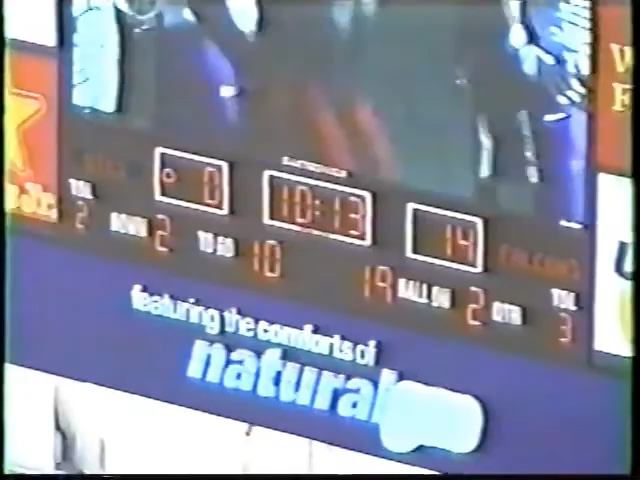 0 10:13 14
FALCONS
TOL DOWN TO GO BALL ON QTR TOL
2 2 10 19 2 3
featuring the comforts of
natural